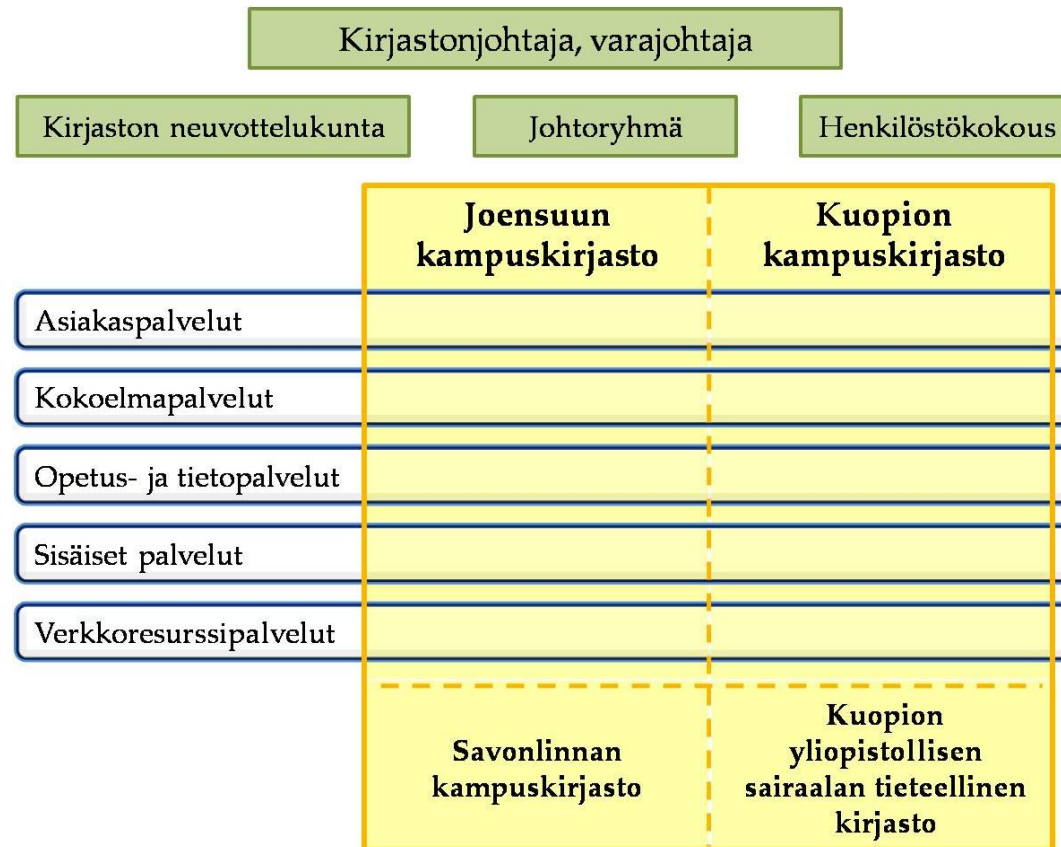 Kirjastonjohtaja, varajohtaja
Kirjaston neuvottelukunta
Johtoryhmä
Henkilöstökokous
Joensuun
kampuskirjasto
Kuopion
kampuskirjasto
Asiakaspalvelut
Kokoelmapalvelut
Opetus- ja tietopalvelut
Sisäiset palvelut
Verkkoresurssipalvelut
Savonlinnan
kampuskirjasto
Kuopion
yliopistollisen
sairaalan tieteellinen
kirjasto